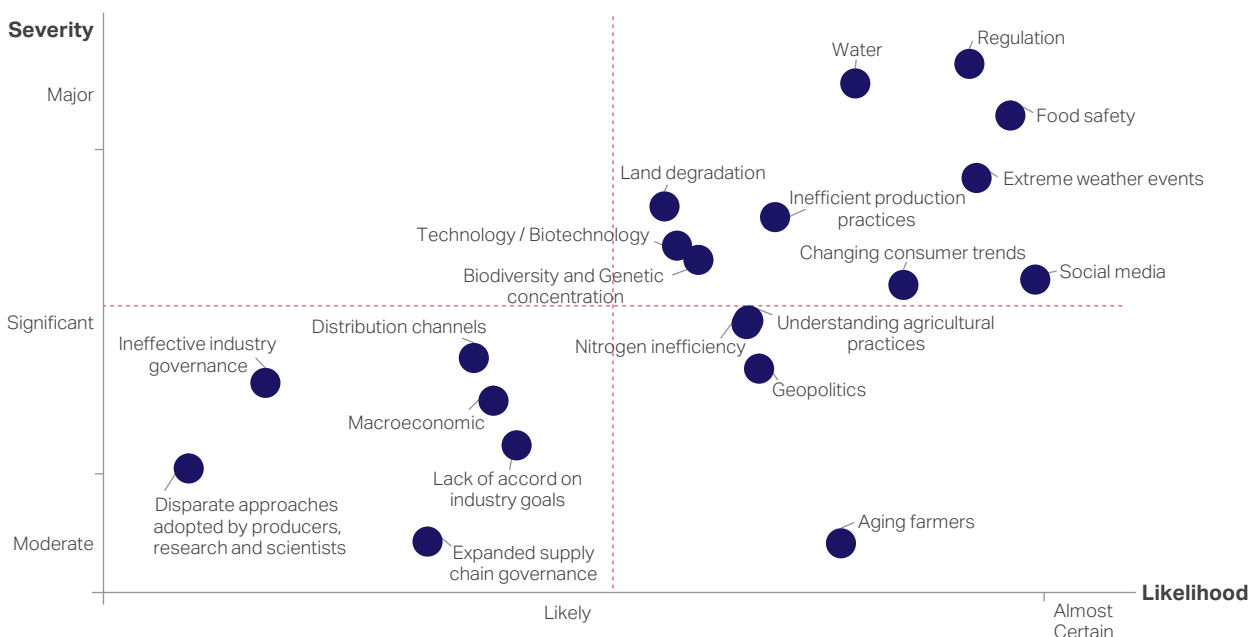 Severity
Major
Significant
Moderate
Regulation
Water
Food safety
Land degradation
Extreme weather events
Inefficient production
practices
Technology / Biotechnology
Changing consumer trends
Biodiversity and Genetic
concentration
Social media
Distribution channels
Understanding agricultural
practices
Ineffective industry
governance
Nitrogen inefficiency
Geopolitics
Macroeconomic
Lack of accord on
industry goals
Disparate approaches
adopted by producers,
research and scientists
Aging farmers
Expanded supply
chain governance
Likelihood
Likely
Almost
Certain